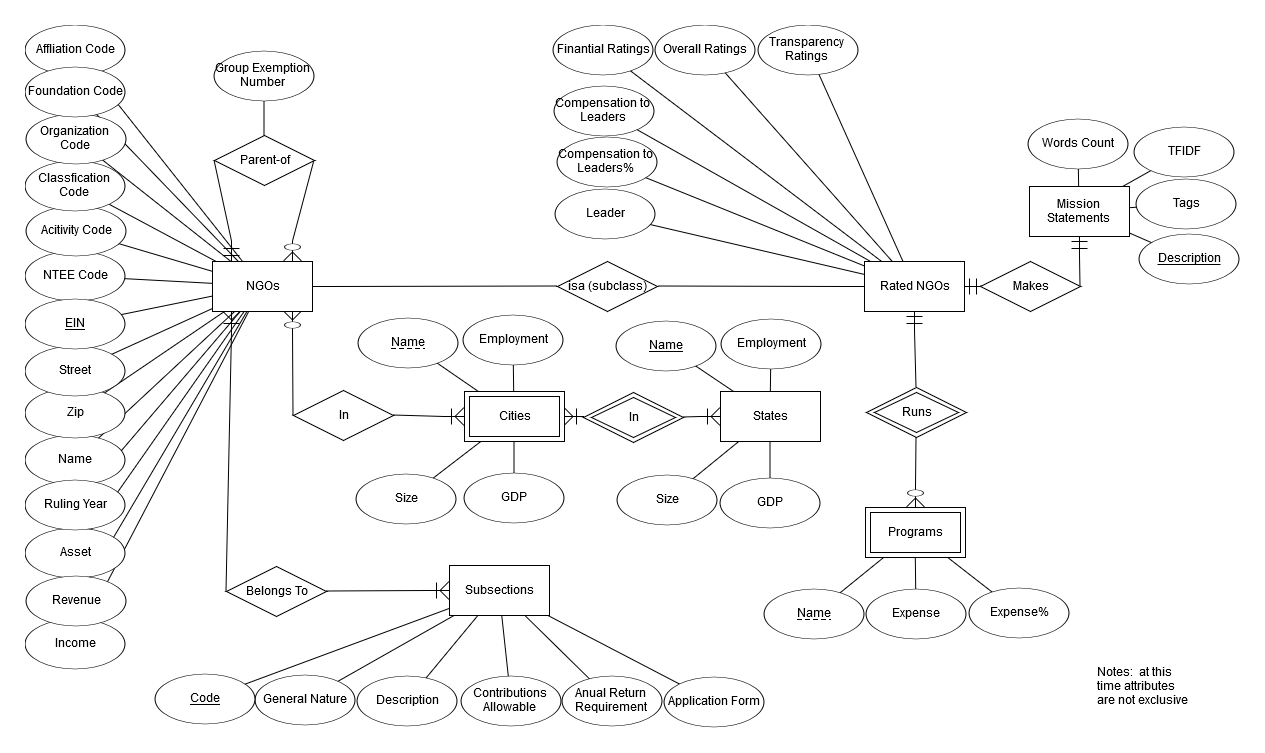 Affliation Code
Foundation Code
Organization
Code
Classfication
Code
Acitivity Code
NTEE Code
EIN
Street
Zip
Name
Ruling Year
Asset
Revenue
Income
Group Exemption
Number
Parent-of
NGOs
Finantial Ratings
Overall Ratings
Transparency
Ratings
Compensation to
Leaders
Compensation to
Leaders%
Leader
isa (subclass)
Rated NGOs
Makes
Words Count
TFIDF
Mission
Statements
Tags
Description
Name
Employment
In
Cities
Size
GDP
In
Name
Employment
States
Size
GDP
Runs
Programs
Name
Expense
Expense%
Belongs To
Subsections
Code
General Nature
Description
Contributions
Allowable
Anual Return
Requirement
Application Form
Notes:  at this
time attributes
are not exclusive